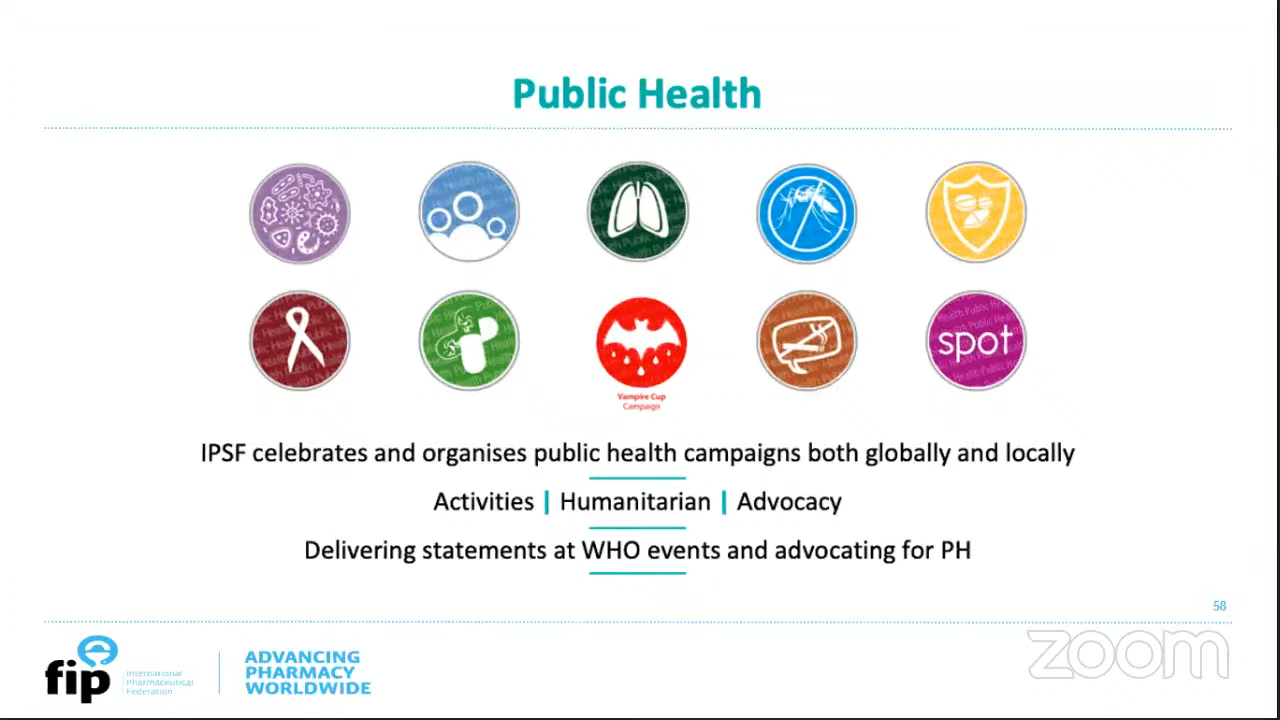 Public Health
spot
Vampire Cup
Campaign
IPSF celebrates and organises public health campaigns both globally and locally
Activities | Humanitarian | Advocacy
Delivering statements at WHO events and advocating for PH
58
fip
International
Pharmaceutical
Federation
ADVANCING
PHARMACY
WORLDWIDE
zoom